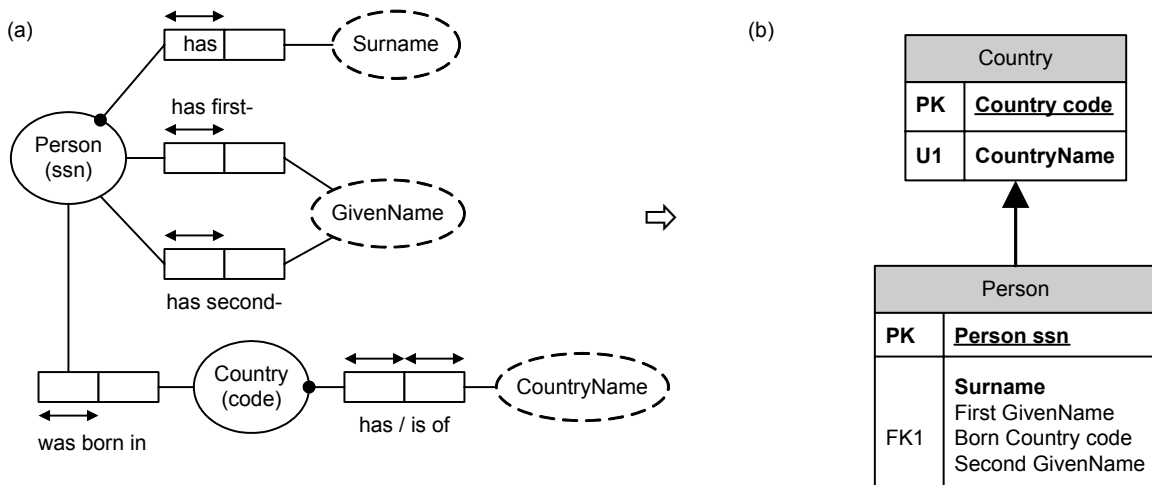 (a)
has
Surname
has first-
Person
(ssn)
GivenName
has second-
Country
(code)
CountryName
was born in
has / is of
(b)
Country
PK Country code
U1 CountryName
Person
PK Person ssn
Surname
First GivenName
FK1 Born Country code
Second GivenName